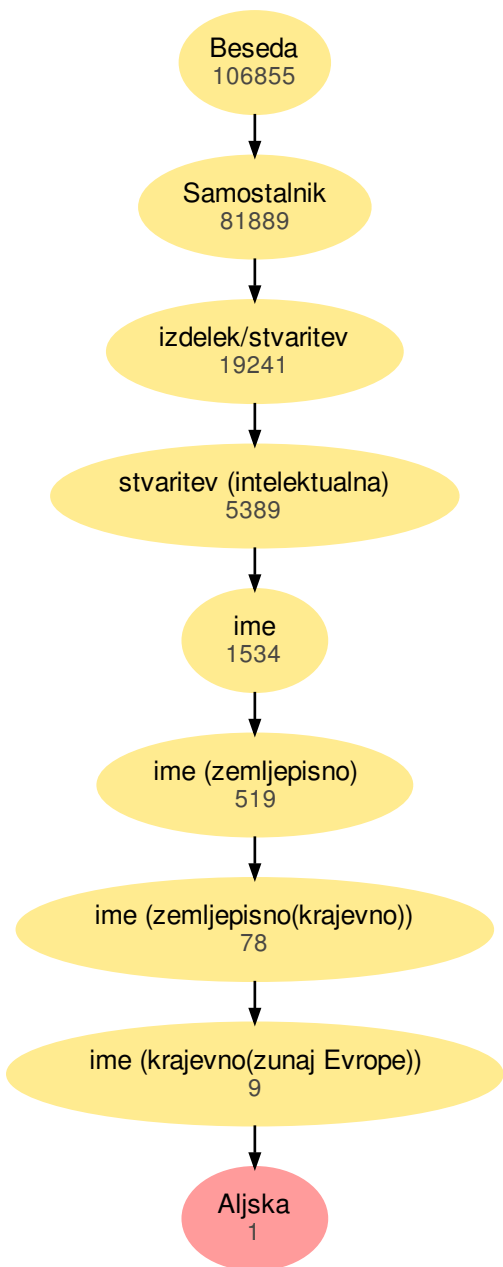 Beseda
106855
Samostalnik
81889
izdelek/stvaritev
19241
stvaritev (intelektualna)
5389
ime
1534
ime (zemljepisno)
519
ime (zemljepisno(krajevno))
78
ime (krajevno(zunaj Evrope))
9
Aljska
1